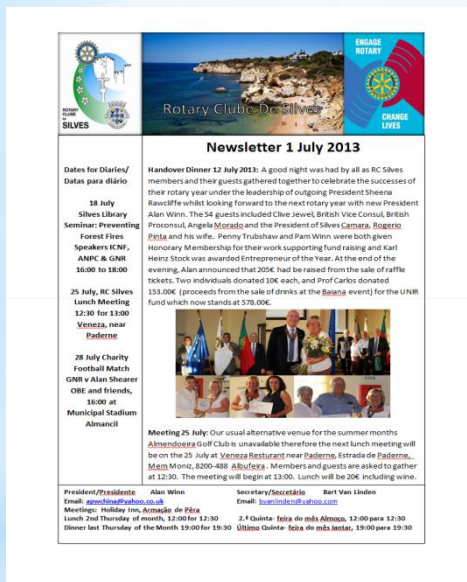 ROTARY
CLUBE
DE
SILVES
Rotary Clube De Silves
ENGAGE
ROTARY
CHANGE
LIVES
Newsletter 1 July 2013
Dates for Diaries/
Datas para diário
18 July
Silves Library
Seminar: Preventing
Forest Fires
Speakers ICNF,
ANPC & GNR
16:00 to 18:00
25 July, RC Silves
Lunch Meeting
12:30 for 13:00
Veneza, near
Paderne
28 July Charity
Football Match
GNR v Alan Shearer
OBE and friends,
16:00 at
Municipal Stadium
Almancil
Handover Dinner 12 July 2013: A good night was had by all as RC Silves
members and their guests gathered together to celebrate the successes of
their rotary year under the leadership of outgoing President Sheena
Rawcliffe whilst looking forward to the next rotary year with new President
Alan Winn. The 54 guests included Clive Jewel, British Vice Consul, British
Proconsul, Angela Morado and the President of Silves Camara, Rogerio
Pinta and his wife. Penny Trubshaw and Pam Winn were both given
Honorary Membership for their work supporting fund raising and Karl
Heinz Stock was awarded Entrepreneur of the Year. At the end of the
evening, Alan announced that 205€ had been raised from the sale of raffle
tickets. Two individuals donated 10€ each, and Prof Carlos donated
153.00€ (proceeds from the sale of drinks at the Baiana event) for the UNIR
fund which now stands at 578.00€.
Meeting 25 July: Our usual alternative venue for the summer months
Almendoeira Golf Club is unavailable therefore the next lunch meeting will
be on the 25 July at Veneza Resturant near Paderne, Estrada de Paderne,
Mem Moniz, 8200-488 Albufeira . Members and guests are asked to gather
at 12:30. The meeting will begin at 13:00. Lunch will be 20€ including wine.
President/Presidente Alan Winn Secretary/Secretário Bart Van Linden
Email: apwchina@yahoo.co.uk Email: bvanlinden@yahoo.com
Meetings: Holiday Inn, Armação de Pêra
Lunch 2nd Thursday of month, 12:00 for 12:30 2.ª Quinta- feira do mês Almoço, 12:00 para 12:30
Dinner last Thursday of the Month 19:00 for 19:30 Último Quinta- feira do mês Jantar, 19:00 para 19:30